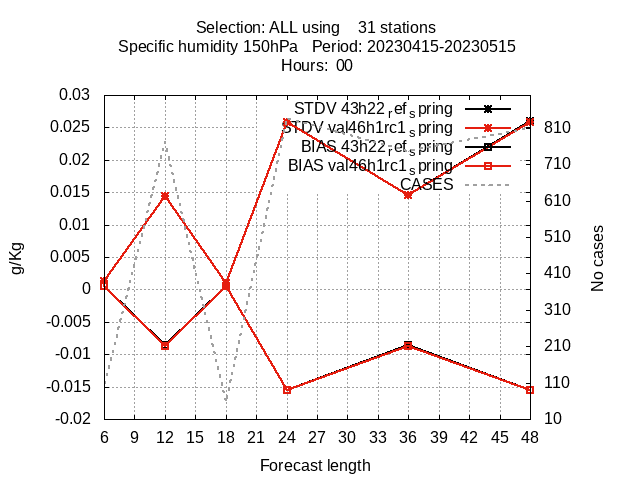 Selection: ALL using    31 stations
Specific humidity 150hPa   Period: 20230415-20230515
Hours:  00
STDV 43h22ref_spring
STDV val46h1rc1_spring
BIAS 43h22ref_spring
BIAS val46h1rc1_spring
CASES
0.03
0.025
0.02
0.015
0.01
0.005
0
-0.005
-0.01
-0.015
-0.02
g/Kg
810
710
610
510
410
310
210
110
10
No cases
6 9 12 15 18 21 24 27 30 33 36 39 42 45 48
Forecast length